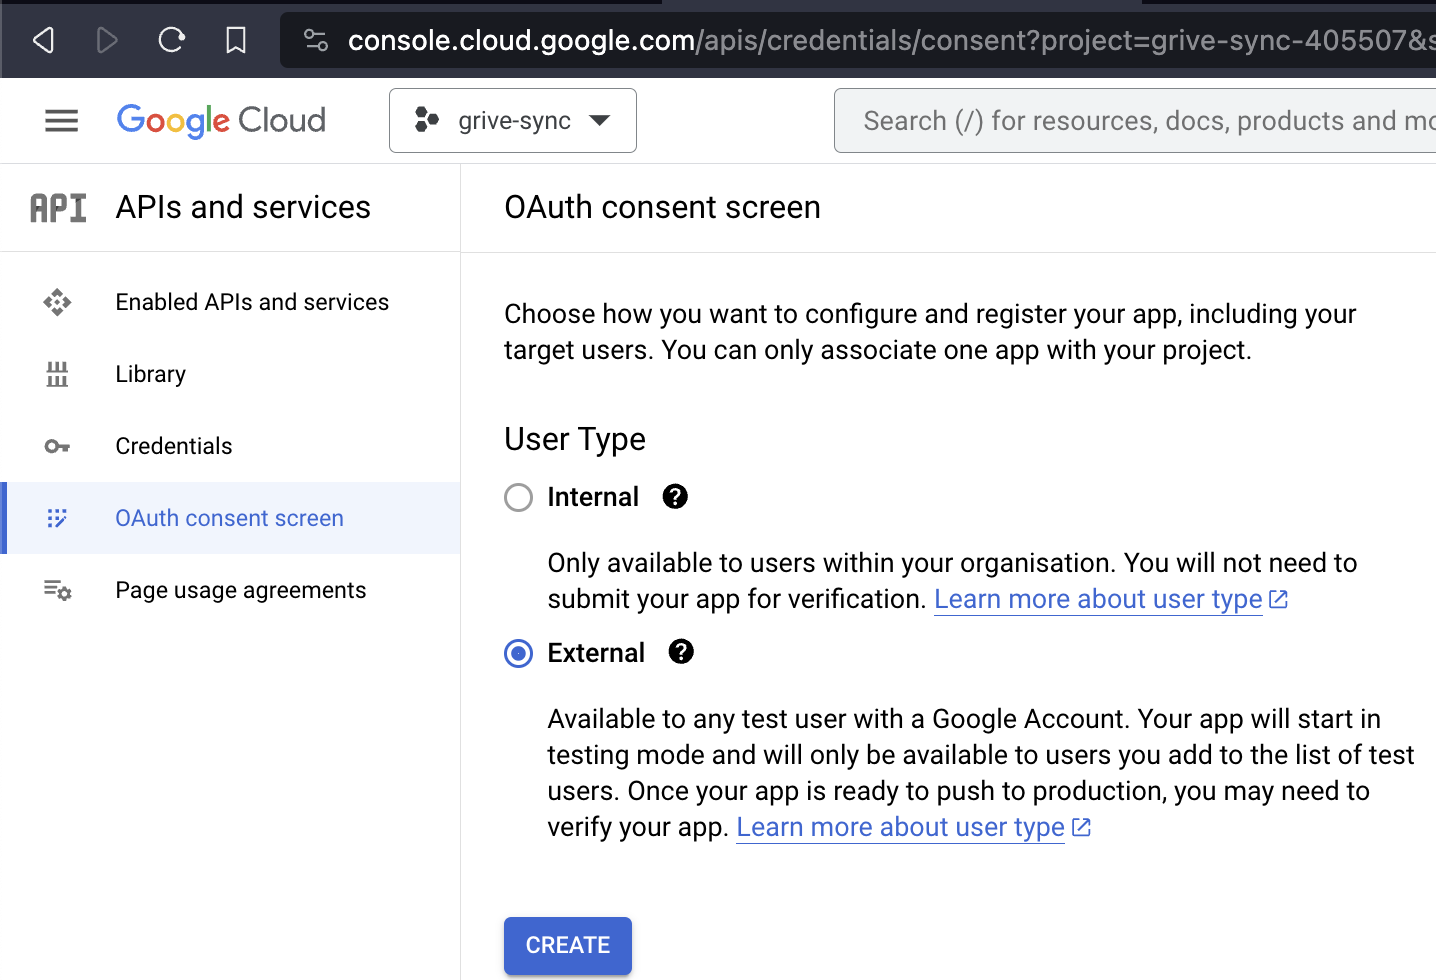 console.cloud.google.com/apis/credentials/consent?project=grive-sync-405507&
Google Cloud
grive-sync
Search (/) for resources, docs, products and
API
APIs and services
Enabled APIs and services
Library
Credentials
OAuth consent screen
Page usage agreements
OAuth consent screen
Choose how you want to configure and register your app, including your
target users. You can only associate one app with your project.
User Type
Internal
Only available to users within your organisation. You will not need to
submit your app for verification. Learn more about user type
External
Available to any test user with a Google Account. Your app will start in
testing mode and will only be available to users you add to the list of test
users. Once your app is ready to push to production, you may need to
verify your app. Learn more about user type
CREATE